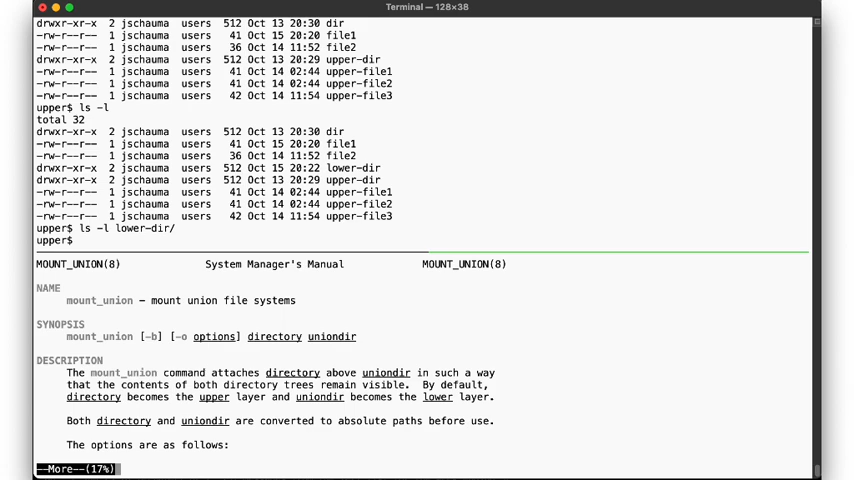 Terminal — 128×38
drwxr-xr-x  2 jschauma  users  512 Oct 13 20:30 dir
-rw-r--r--  1 jschauma  users   41 Oct 15 20:20 file1
-rw-r--r--  1 jschauma  users   36 Oct 14 11:52 file2
drwxr-xr-x  2 jschauma  users  512 Oct 13 20:29 upper-dir
-rw-r--r--  1 jschauma  users   41 Oct 14 02:44 upper-file1
-rw-r--r--  1 jschauma  users   41 Oct 14 02:44 upper-file2
-rw-r--r--  1 jschauma  users   42 Oct 14 11:54 upper-file3
upper$ ls -l
total 32
drwxr-xr-x  2 jschauma  users  512 Oct 13 20:30 dir
-rw-r--r--  1 jschauma  users   41 Oct 15 20:20 file1
-rw-r--r--  1 jschauma  users   36 Oct 14 11:52 file2
drwxr-xr-x  2 jschauma  users  512 Oct 15 20:22 lower-dir
drwxr-xr-x  2 jschauma  users  512 Oct 13 20:29 upper-dir
-rw-r--r--  1 jschauma  users   41 Oct 14 02:44 upper-file1
-rw-r--r--  1 jschauma  users   41 Oct 14 02:44 upper-file2
-rw-r--r--  1 jschauma  users   42 Oct 14 11:54 upper-file3
upper$ ls -l lower-dir/
upper$
MOUNT_UNION(8)              System Manager's Manual              MOUNT_UNION(8)
NAME
mount_union — mount union file systems
SYNOPSIS
mount_union [-b] [-o options] directory uniondir
DESCRIPTION
The mount_union command attaches directory above uniondir in such a way
that the contents of both directory trees remain visible.  By default,
directory becomes the upper layer and uniondir becomes the lower layer.
Both directory and uniondir are converted to absolute paths before use.
The options are as follows:
--More--(17%)